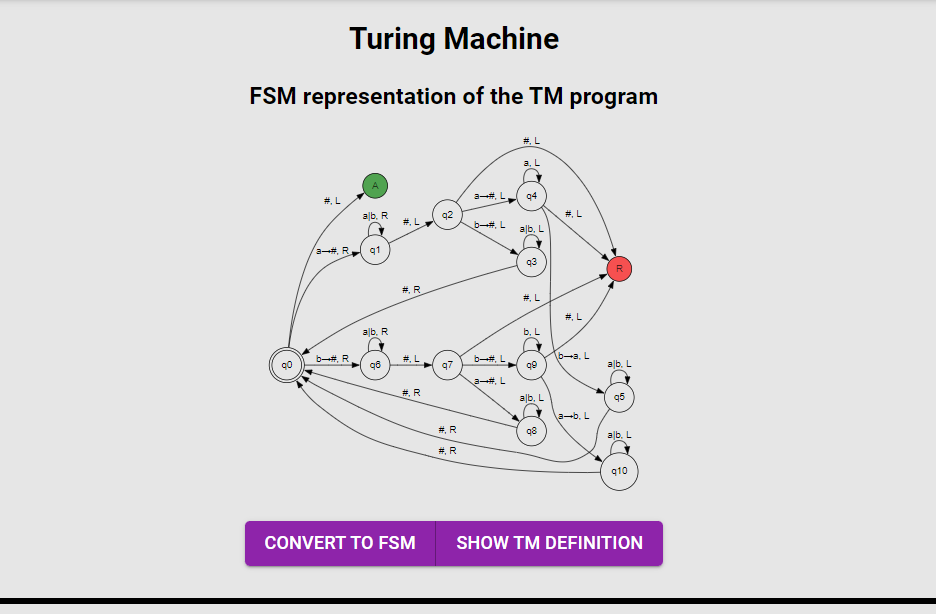 Turing Machine
FSM representation of the TM program
#, L
a, L
A
#, L
q4
a→#, L
a|b, R
#, L
q2
#, L
b→#, L
a|b, L
a→#, R
q1
q3
R
#, R
#, L
#, L
a|b, R
b, L
q0
b→#, R
q6
#, L
q7
b→#, L
q9
b→a, L
a|b, L
a→#, L
#, R
a|b, L
q5
a→b, L
#, R
q8
a|b, L
#, R
q10
CONVERT TO FSM
SHOW TM DEFINITION